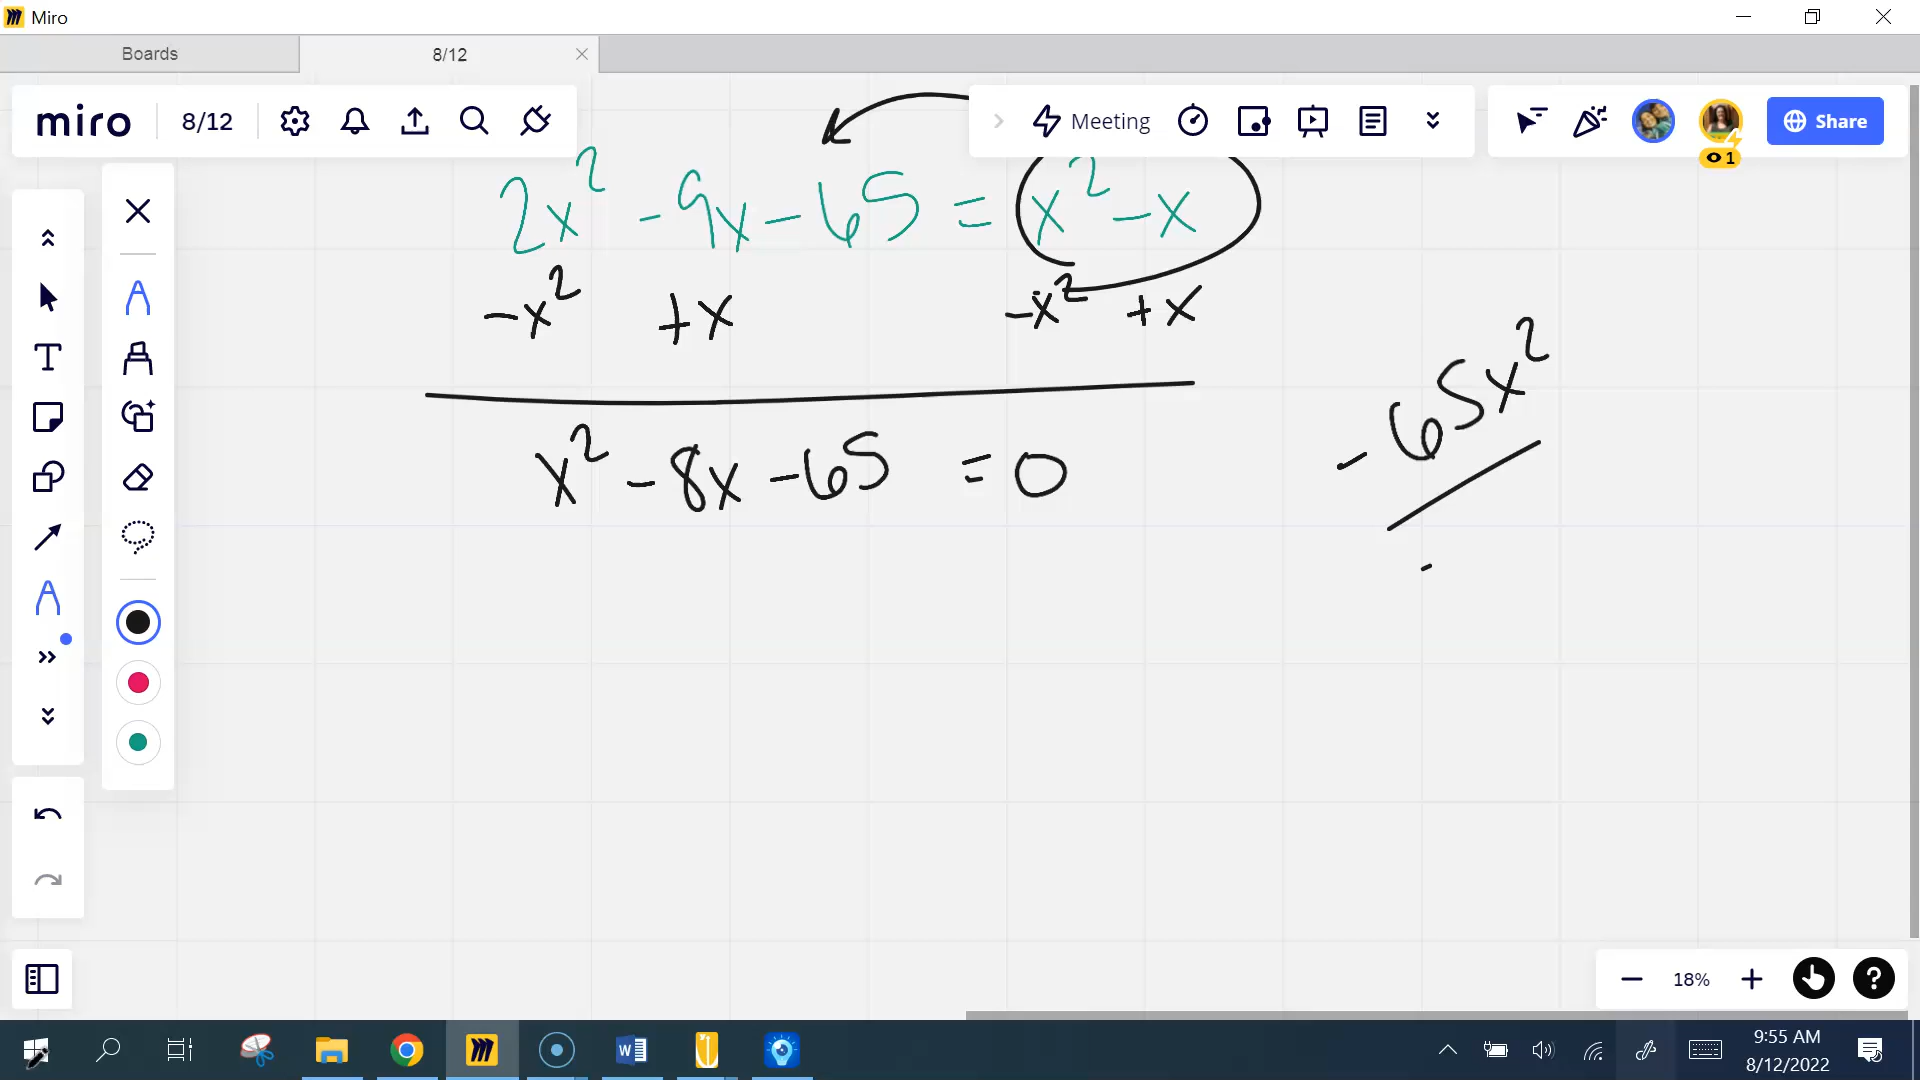 Miro
Boards
8/12
miro
8/12
Meeting
Share
1
2x² - 9x - 65 = x² - x
-x² +x -x² +x
x² - 8x - 65 = 0
- 65x²
18%
9:55 AM
8/12/2022